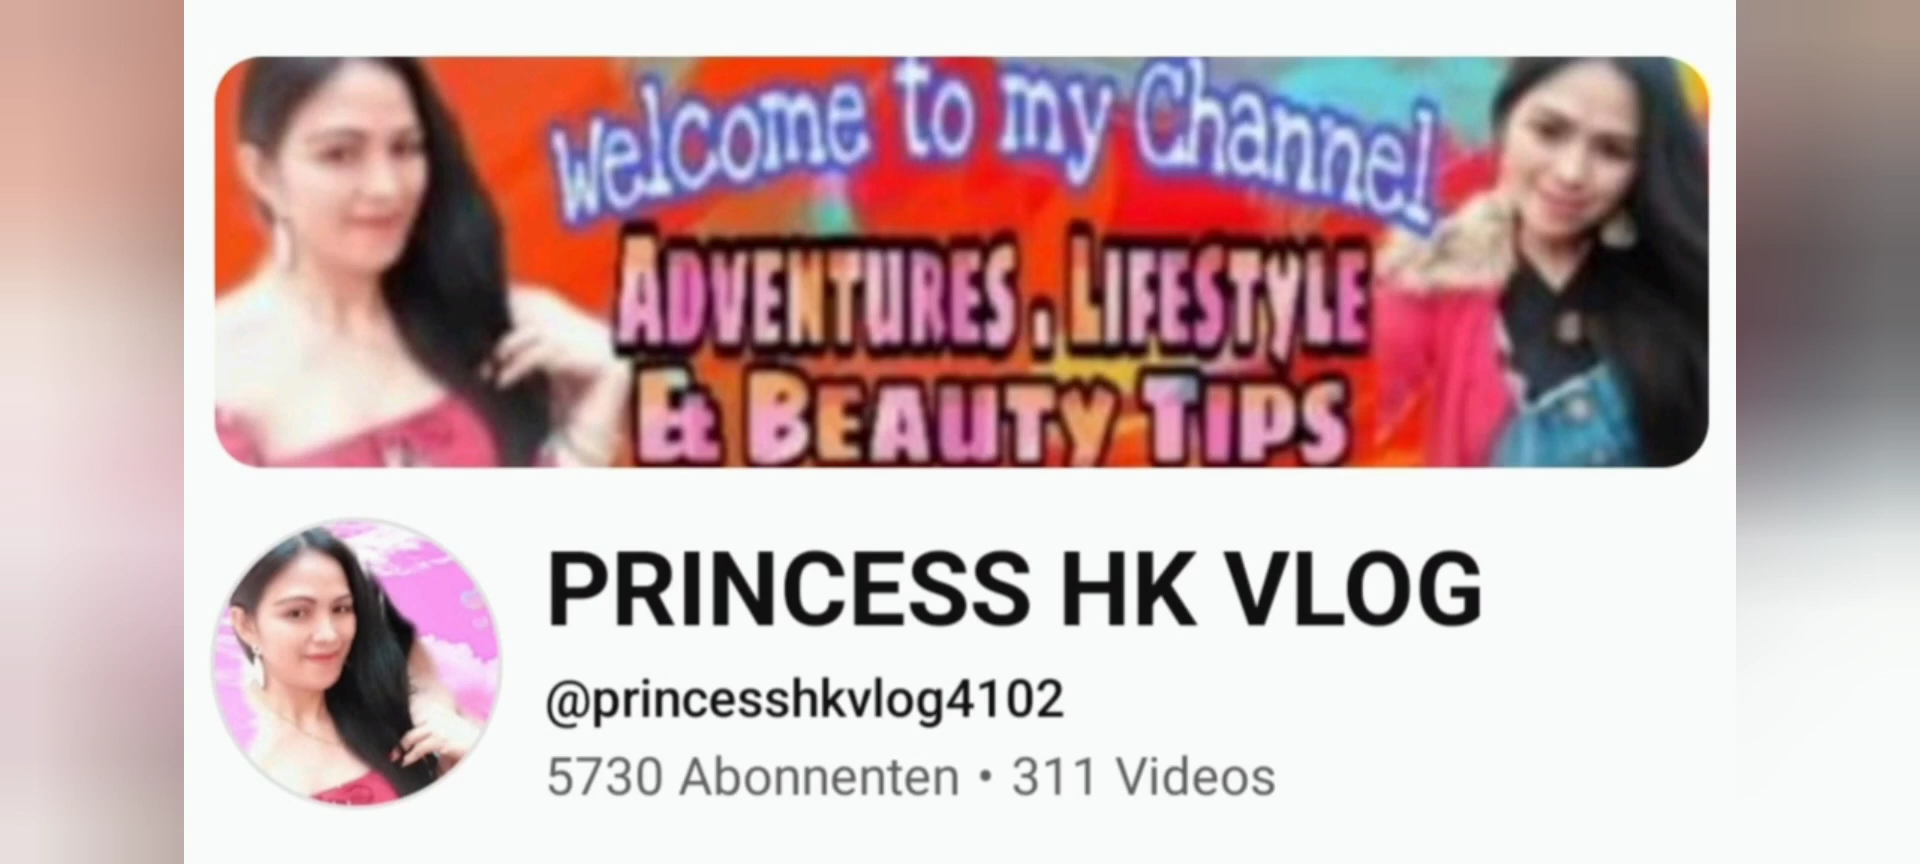 Welcome to my Channel
ADVENTURES . LIFESTYLE
& BEAUTY TIPS
PRINCESS HK VLOG
@princesshkvlog4102
5730 Abonnenten • 311 Videos